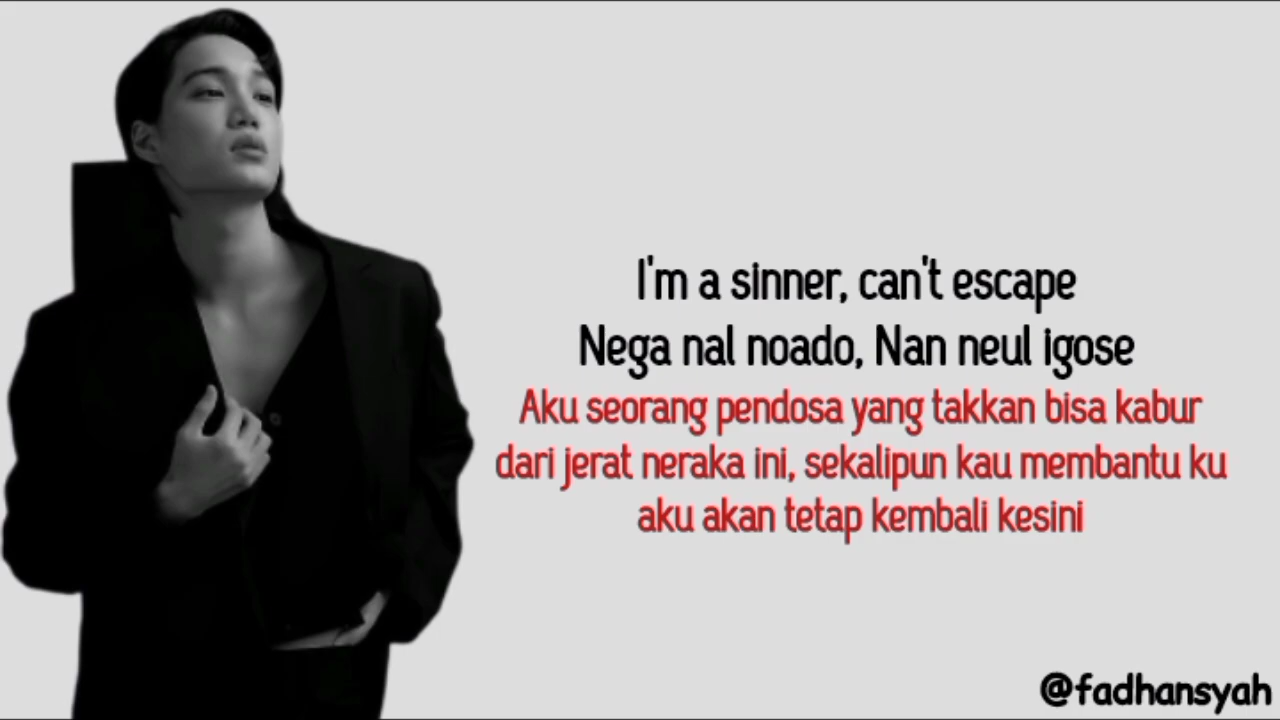 I'm a sinner, can't escape
Nega nal noado, Nan neul igose
Aku seorang pendosa yang takkan bisa kabur
dari jerat neraka ini, sekalipun kau membantu ku
aku akan tetap kembali kesini
@fadhansyah